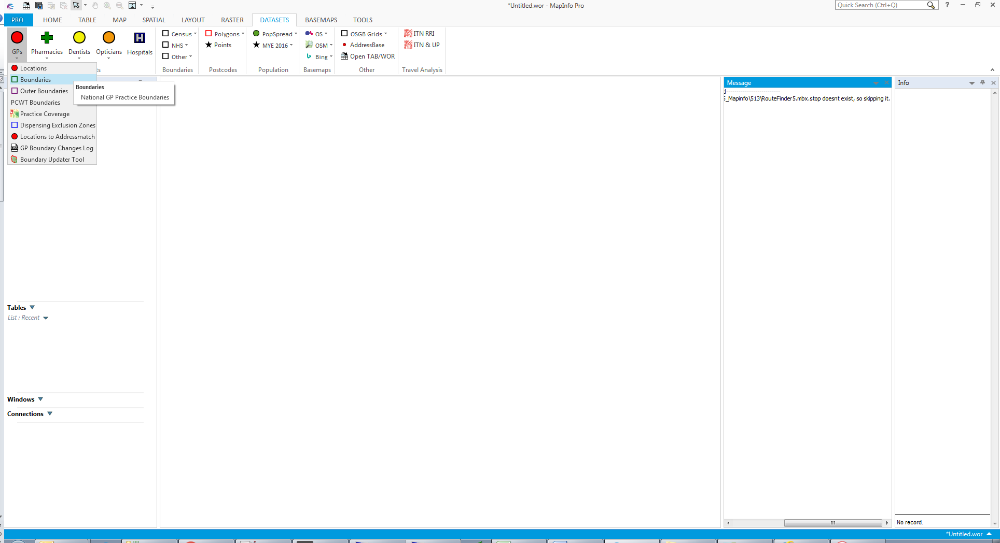 *Untitled.wor - MapInfo Pro
Quick Search (Ctrl+Q)
PRO HOME TABLE MAP SPATIAL LAYOUT RASTER DATASETS BASEMAPS TOOLS
GPs
Pharmacies
Dentists
Opticians
Hospitals
ts
Census
NHS
Other
Boundaries
Polygons
Points
Postcodes
PopSpread
MYE 2016
Population
OS
OSM
Bing
Basemaps
OSGB Grids
AddressBase
Open TAB/WOR
Other
ITN RRI
ITN & UP
Travel Analysis
Locations
Boundaries
Outer Boundaries
PCWT Boundaries
Practice Coverage
Dispensing Exclusion Zones
Locations to Addressmatch
LOG GP Boundary Changes Log
Boundary Updater Tool
Boundaries
National GP Practice Boundaries
Tables
List : Recent
Windows
Connections
Message
d--------------------------
5_Mapinfo\513\RouteFinder5.mbx.stop doesnt exist, so skipping it.
Info
No record.
*Untitled.wor